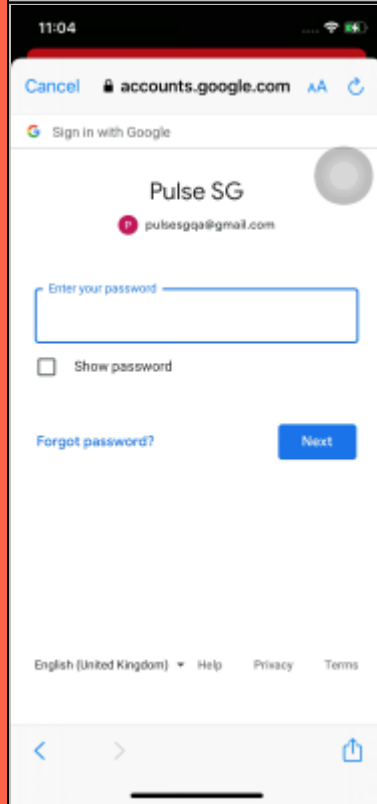 11:04
Cancel accounts.google.com AA
G Sign in with Google
Pulse SG
P pulsesgqa@gmail.com
Enter your password
Show password
Forgot password? Next
English (United Kingdom) Help Privacy Terms